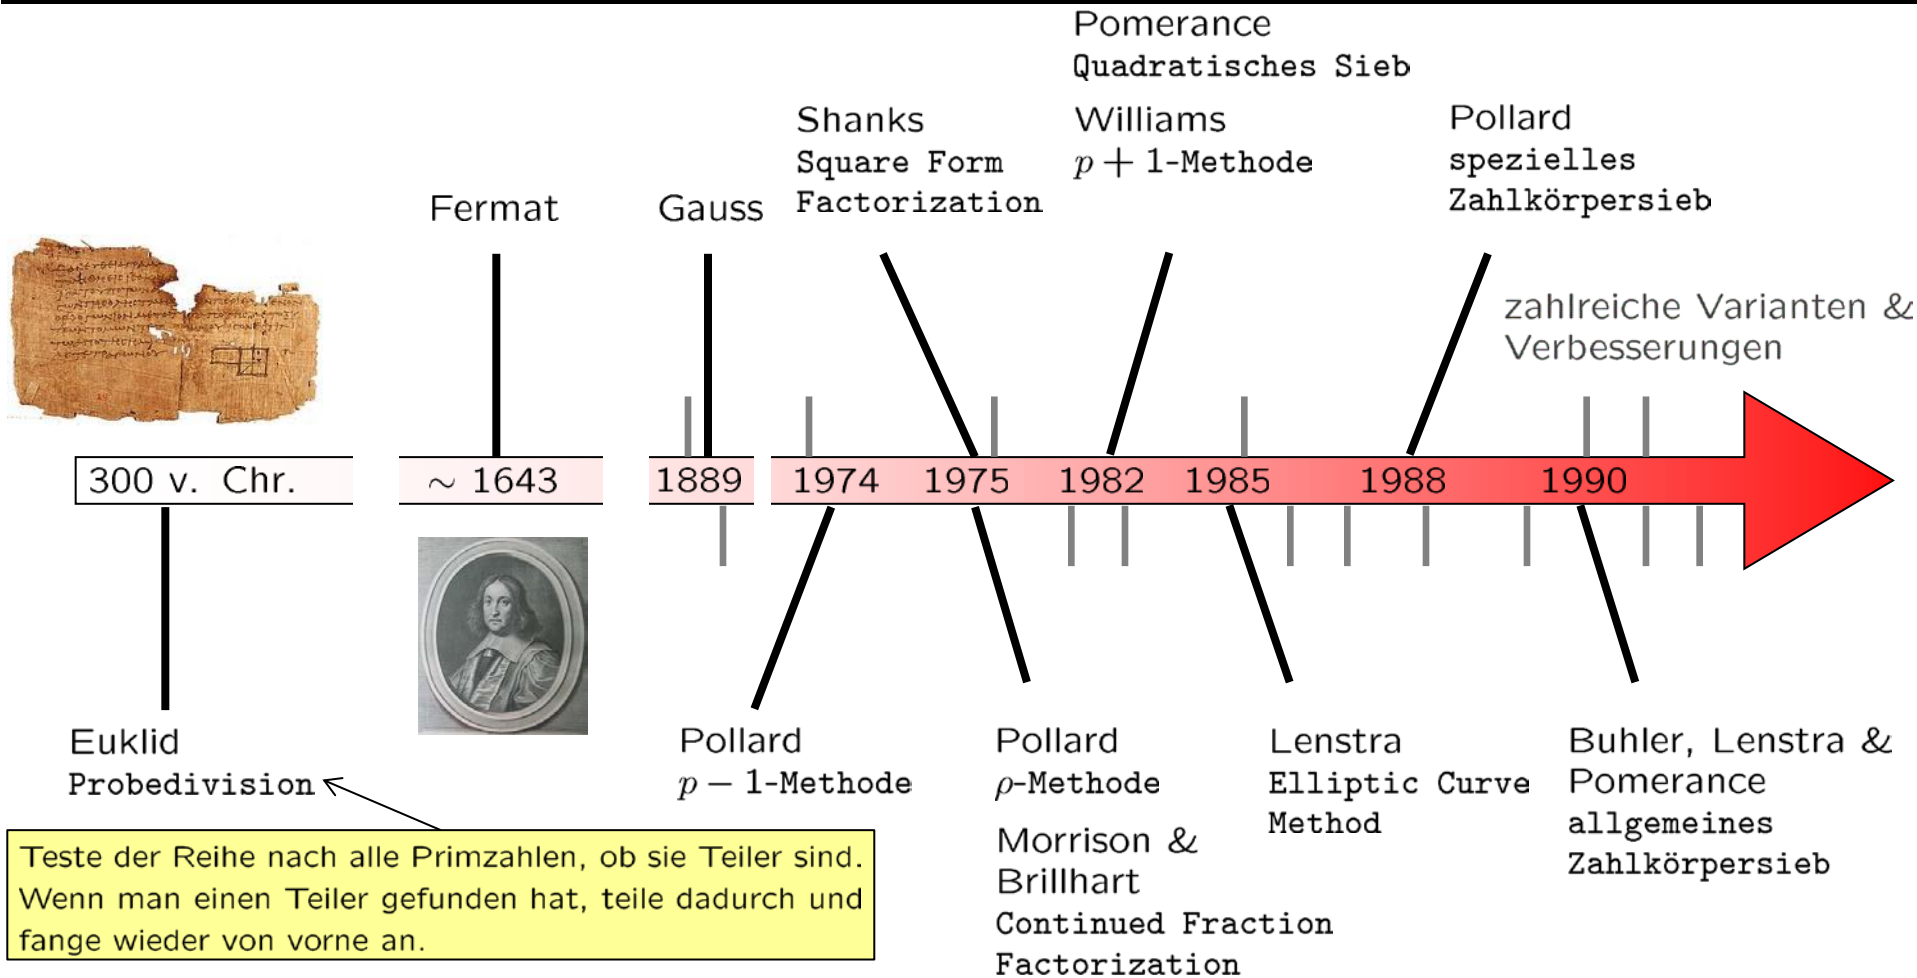 Pomerance
Quadratisches Sieb
Shanks
Square Form
Factorization
Williams
p + 1-Methode
Pollard
spezielles
Zahlkörpersieb
Fermat
Gauss
zahlreiche Varianten &
Verbesserungen
300 v. Chr.
~ 1643
1889
1974
1975
1982
1985
1988
1990
Euklid
Probedivision
Pollard
p − 1-Methode
Pollard
ρ-Methode
Morrison &
Brillhart
Continued Fraction
Factorization
Lenstra
Elliptic Curve
Method
Buhler, Lenstra &
Pomerance
allgemeines
Zahlkörpersieb
Teste der Reihe nach alle Primzahlen, ob sie Teiler sind.
Wenn man einen Teiler gefunden hat, teile dadurch und
fange wieder von vorne an.